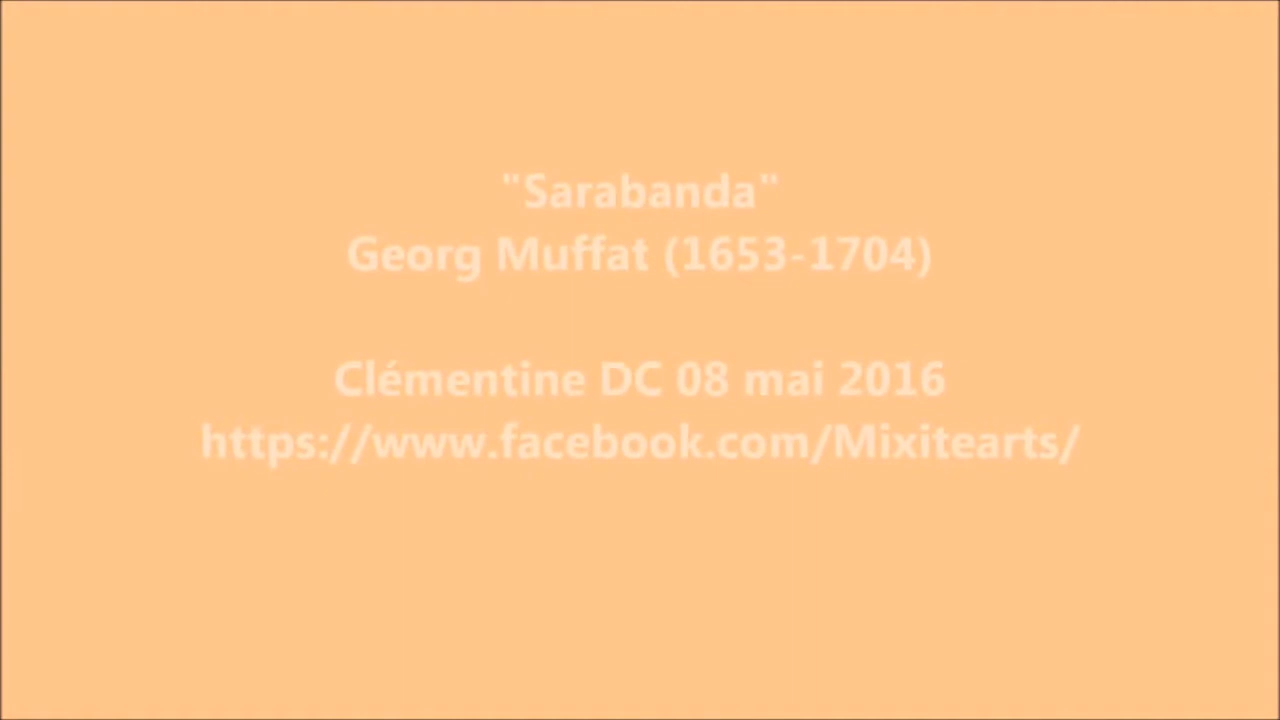 "Sarabanda"
Georg Muffat (1653-1704)
Clémentine DC 08 mai 2016
https://www.facebook.com/Mixitearts/